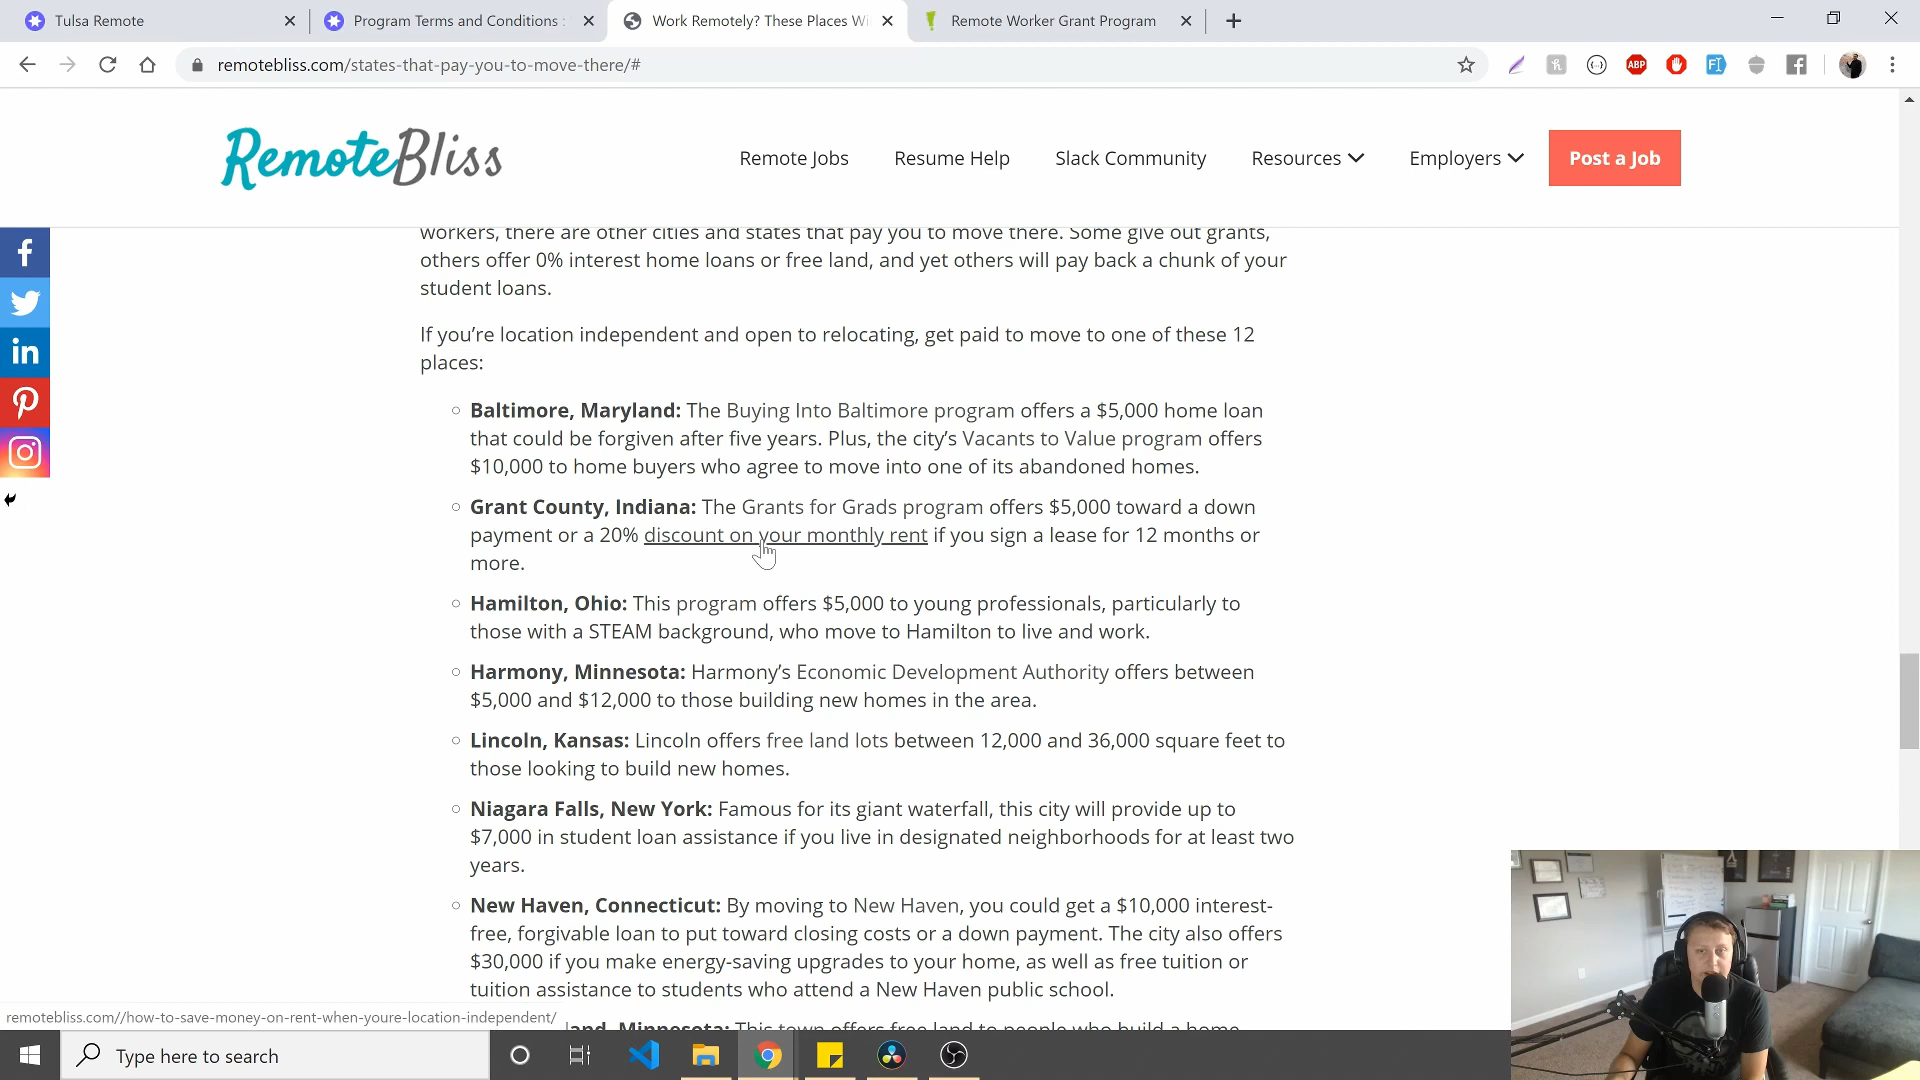 Tulsa Remote
Program Terms and Conditions :
Work Remotely? These Places Wi
Remote Worker Grant Program
remotebliss.com/states-that-pay-you-to-move-there/#
ABP
RemoteBliss
Remote Jobs
Resume Help
Slack Community
Resources
Employers
Post a Job
workers, there are other cities and states that pay you to move there. Some give out grants,
others offer 0% interest home loans or free land, and yet others will pay back a chunk of your
student loans.
If you’re location independent and open to relocating, get paid to move to one of these 12
places:
Baltimore, Maryland: The Buying Into Baltimore program offers a $5,000 home loan
that could be forgiven after five years. Plus, the city’s Vacants to Value program offers
$10,000 to home buyers who agree to move into one of its abandoned homes.
Grant County, Indiana: The Grants for Grads program offers $5,000 toward a down
payment or a 20% discount on your monthly rent if you sign a lease for 12 months or
more.
Hamilton, Ohio: This program offers $5,000 to young professionals, particularly to
those with a STEAM background, who move to Hamilton to live and work.
Harmony, Minnesota: Harmony’s Economic Development Authority offers between
$5,000 and $12,000 to those building new homes in the area.
Lincoln, Kansas: Lincoln offers free land lots between 12,000 and 36,000 square feet to
those looking to build new homes.
Niagara Falls, New York: Famous for its giant waterfall, this city will provide up to
$7,000 in student loan assistance if you live in designated neighborhoods for at least two
years.
New Haven, Connecticut: By moving to New Haven, you could get a $10,000 interest-
free, forgivable loan to put toward closing costs or a down payment. The city also offers
$30,000 if you make energy-saving upgrades to your home, as well as free tuition or
tuition assistance to students who attend a New Haven public school.
remotebliss.com//how-to-save-money-on-rent-when-youre-location-independent/
land, Minnesota: This town offers free land to people who build a home
Type here to search